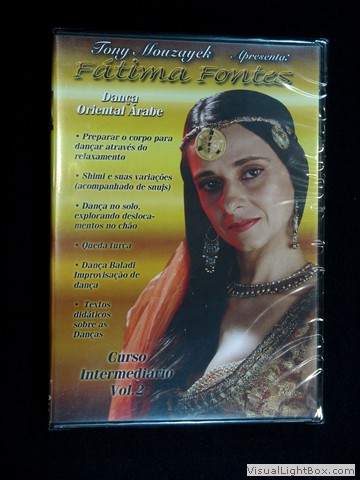 Tony Mouzayek Apresenta:
Fátima Fontes
Dança
Oriental Árabe
• Preparar o corpo para
dançar através do
relaxamento
• Shimi e suas variações
(acompanhado de snujs)
• Dança no solo,
explorando desloca-
mentos no chão
• Queda turca
• Dança Baladi
Improvisação de
dança
• Textos
didáticos
sobre as
Danças
Curso
Intermediário
Vol.2
VisualLightBox.com